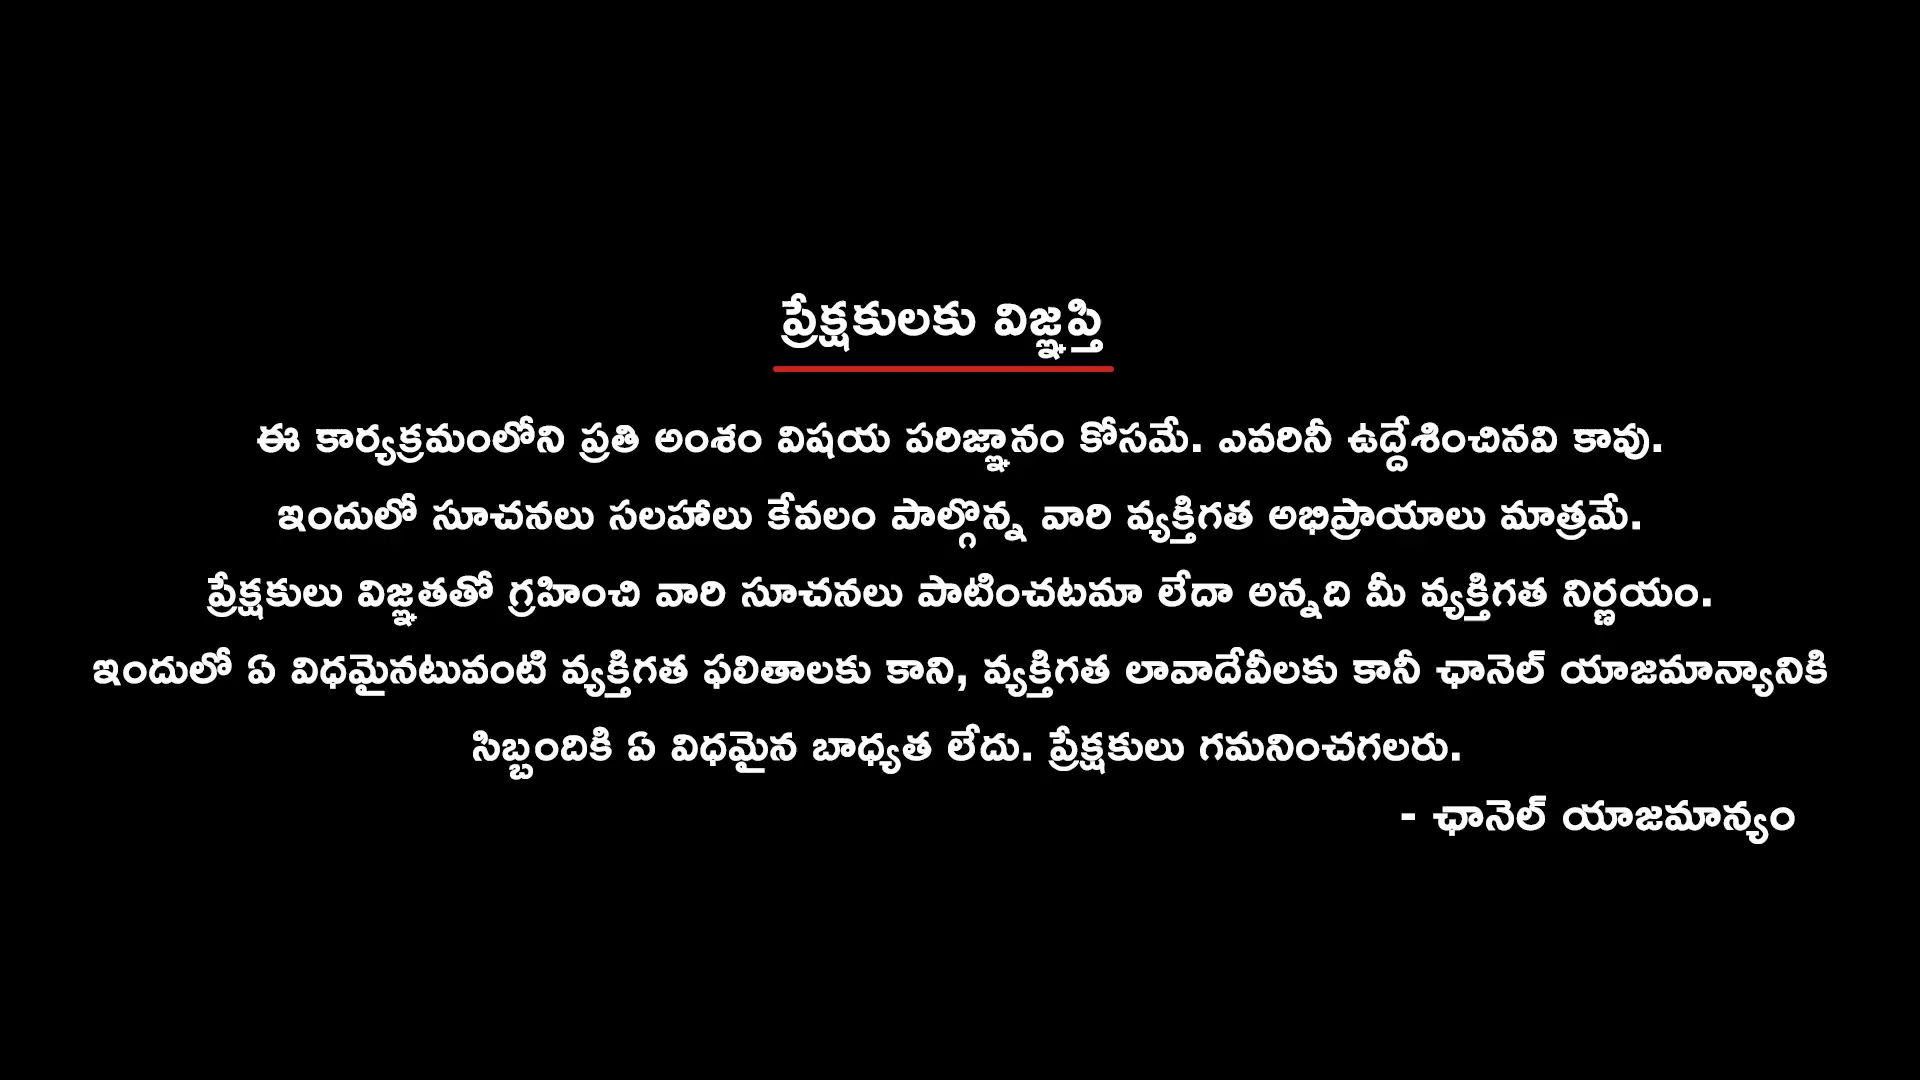 ప్రేక్షకులకు విజ్ఞప్తి
ఈ కార్యక్రమంలోని ప్రతి అంశం విషయ పరిజ్ఞానం కోసమే. ఎవరినీ ఉద్దేశించినవి కావు.
ఇందులో సూచనలు సలహాలు కేవలం పాల్గొన్న వారి వ్యక్తిగత అభిప్రాయాలు మాత్రమే.
ప్రేక్షకులు విజ్ఞతతో గ్రహించి వారి సూచనలు పాటించటమా లేదా అన్నది మీ వ్యక్తిగత నిర్ణయం.
ఇందులో ఏ విధమైనటువంటి వ్యక్తిగత ఫలితాలకు కాని, వ్యక్తిగత లావాదేవీలకు కానీ ఛానెల్ యాజమాన్యానికి
సిబ్బందికి ఏ విధమైన బాధ్యత లేదు. ప్రేక్షకులు గమనించగలరు.
- ఛానెల్ యాజమాన్యం